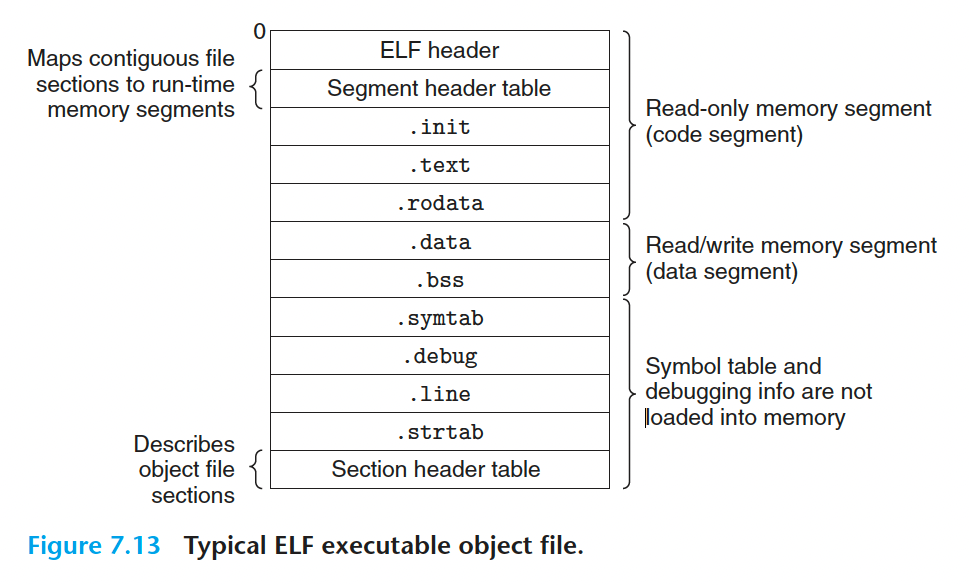 0
ELF header
Maps contiguous file
sections to run-time
memory segments
Segment header table
.init
.text
.rodata
Read-only memory segment
(code segment)
.data
.bss
Read/write memory segment
(data segment)
.symtab
.debug
.line
.strtab
Symbol table and
debugging info are not
loaded into memory
Describes
object file
sections
Section header table
Figure 7.13 Typical ELF executable object file.